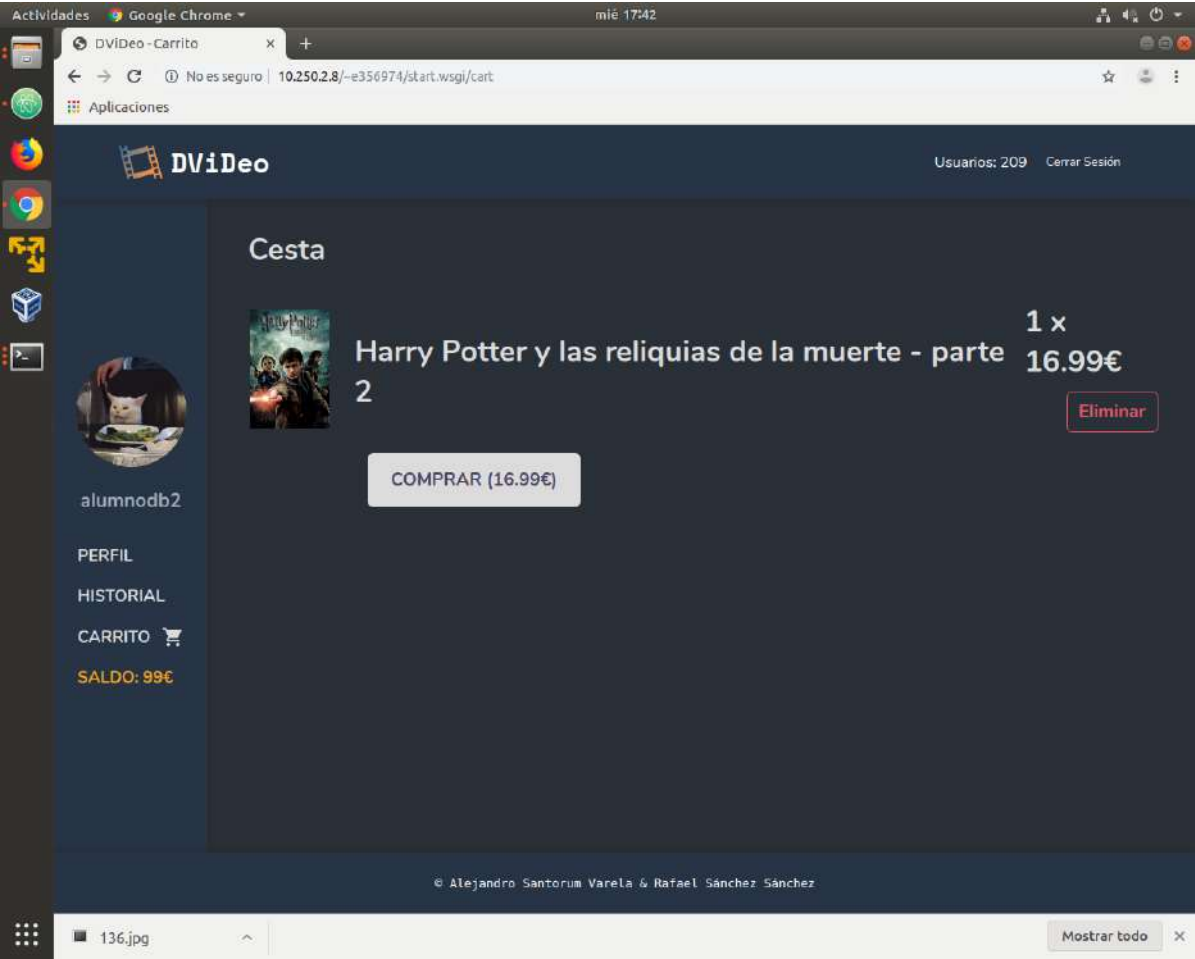 Actividades Google Chrome mié 17:42
DViDeo - Carrito
No es seguro 10.250.2.8/~e356974/start.wsgi/cart
Aplicaciones
DViDeo Usuarios: 209 Cerrar Sesión
Cesta
Harry Potter
Harry Potter y las reliquias de la muerte - parte
2
1 x
16.99€
Eliminar
COMPRAR (16.99€)
alumnodb2
PERFIL
HISTORIAL
CARRITO
SALDO: 99€
© Alejandro Santorum Varela & Rafael Sánchez Sánchez
136.jpg Mostrar todo